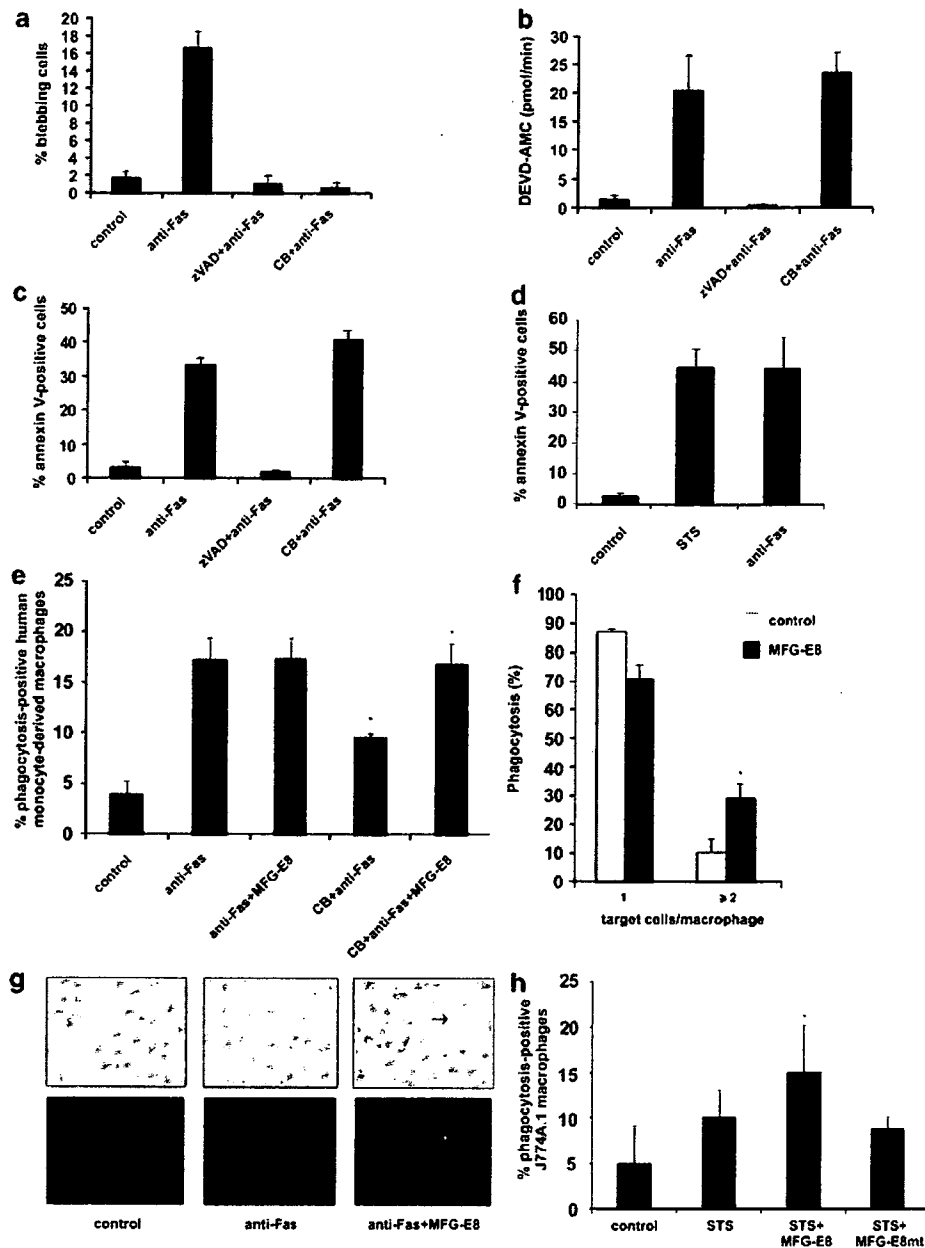 a
% blebbing cells
20
18
16
14
12
10
8
6
4
2
0
control
anti-Fas
zVAD+anti-Fas
CB+anti-Fas
b
DEVD-AMC (pmol/min)
30
25
20
15
10
5
0
control
anti-Fas
zVAD+anti-Fas
CB+anti-Fas
c
% annexin V-positive cells
50
40
30
20
10
0
control
anti-Fas
zVAD+anti-Fas
CB+anti-Fas
d
% annexin V-positive cells
60
50
40
30
20
10
0
control
STS
anti-Fas
e
% phagocytosis-positive human
monocyte-derived macrophages
25
20
15
10
5
0
control
anti-Fas
anti-Fas+MFG-E8
CB+anti-Fas
CB+anti-Fas+MFG-E8
f
Phagocytosis (%)
100
90
80
70
60
50
40
30
20
10
0
control
MFG-E8
*
1
⩾2
target cells/macrophage
g
control
anti-Fas
anti-Fas+MFG-E8
h
% phagocytosis-positive
J774A.1 macrophages
25
20
15
10
5
0
control
STS
STS+
MFG-E8
STS+
MFG-E8mt